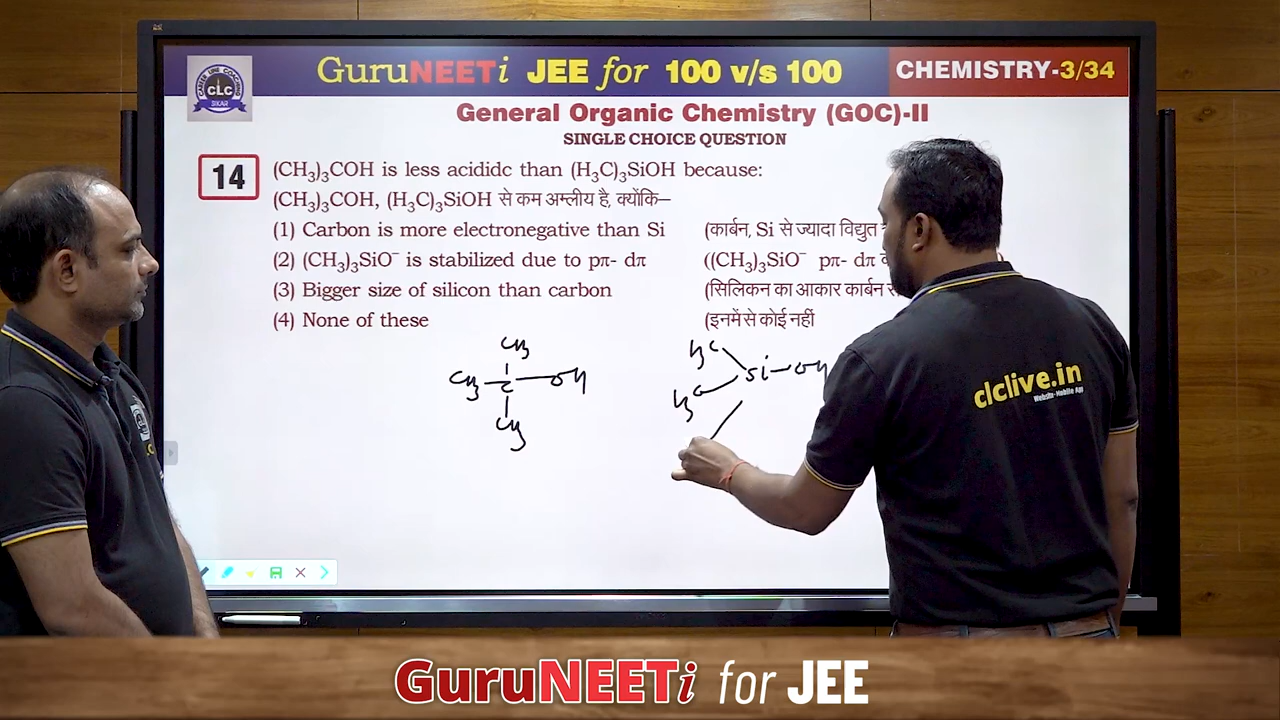 GuruNEETi JEE for 100 v/s 100
CHEMISTRY-3/34
CLC
SIKAR
General Organic Chemistry (GOC)-II
SINGLE CHOICE QUESTION
14
(CH₃)₃COH is less acididc than (H₃C)₃SiOH because:
(CH₃)₃COH, (H₃C)₃SiOH से कम अम्लीय है, क्योंकि–
(1) Carbon is more electronegative than Si (कार्बन, Si से ज्यादा विद्युत
(2) (CH₃)₃SiO⁻ is stabilized due to pπ- dπ ((CH₃)₃SiO⁻ pπ- dπ
(3) Bigger size of silicon than carbon (सिलिकन का आकार कार्बन
(4) None of these (इनमें से कोई नहीं
CH₃
CH₃ C OH
CH₃
H₃C
Si OH
H₃C
clclive.in
Website • Mobile App
GuruNEETi for JEE